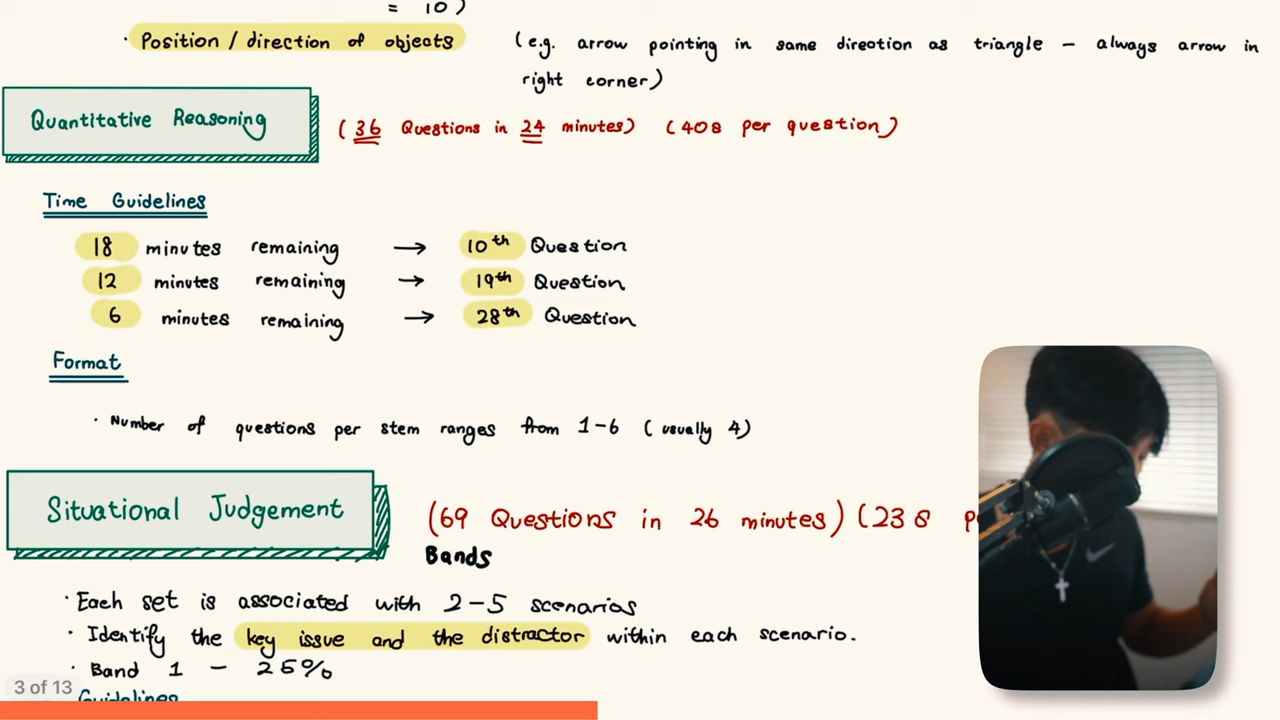 = 10)
· Position / direction of objects (e.g. arrow pointing in same direction as triangle – always arrow in
right corner)
Quantitative Reasoning (36 Questions in 24 minutes) (40s per question)
Time Guidelines
18 minutes remaining → 10th Question
12 minutes remaining → 19th Question
6 minutes remaining → 28th Question
Format
· Number of questions per stem ranges from 1-6 (usually 4)
Situational Judgement (69 Questions in 26 minutes) (23s
Bands
· Each set is associated with 2-5 scenarios
· Identify the key issue and the distractor within each scenario.
· Band 1 – 25%
3 of 13
Guidelines